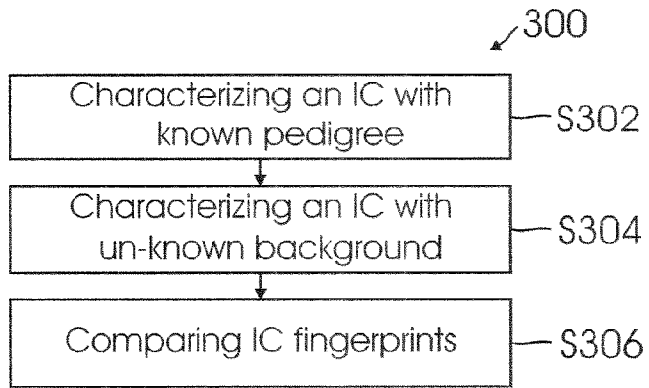 300
Characterizing an IC with
known pedigree
S302
Characterizing an IC with
un-known background
S304
Comparing IC fingerprints
S306